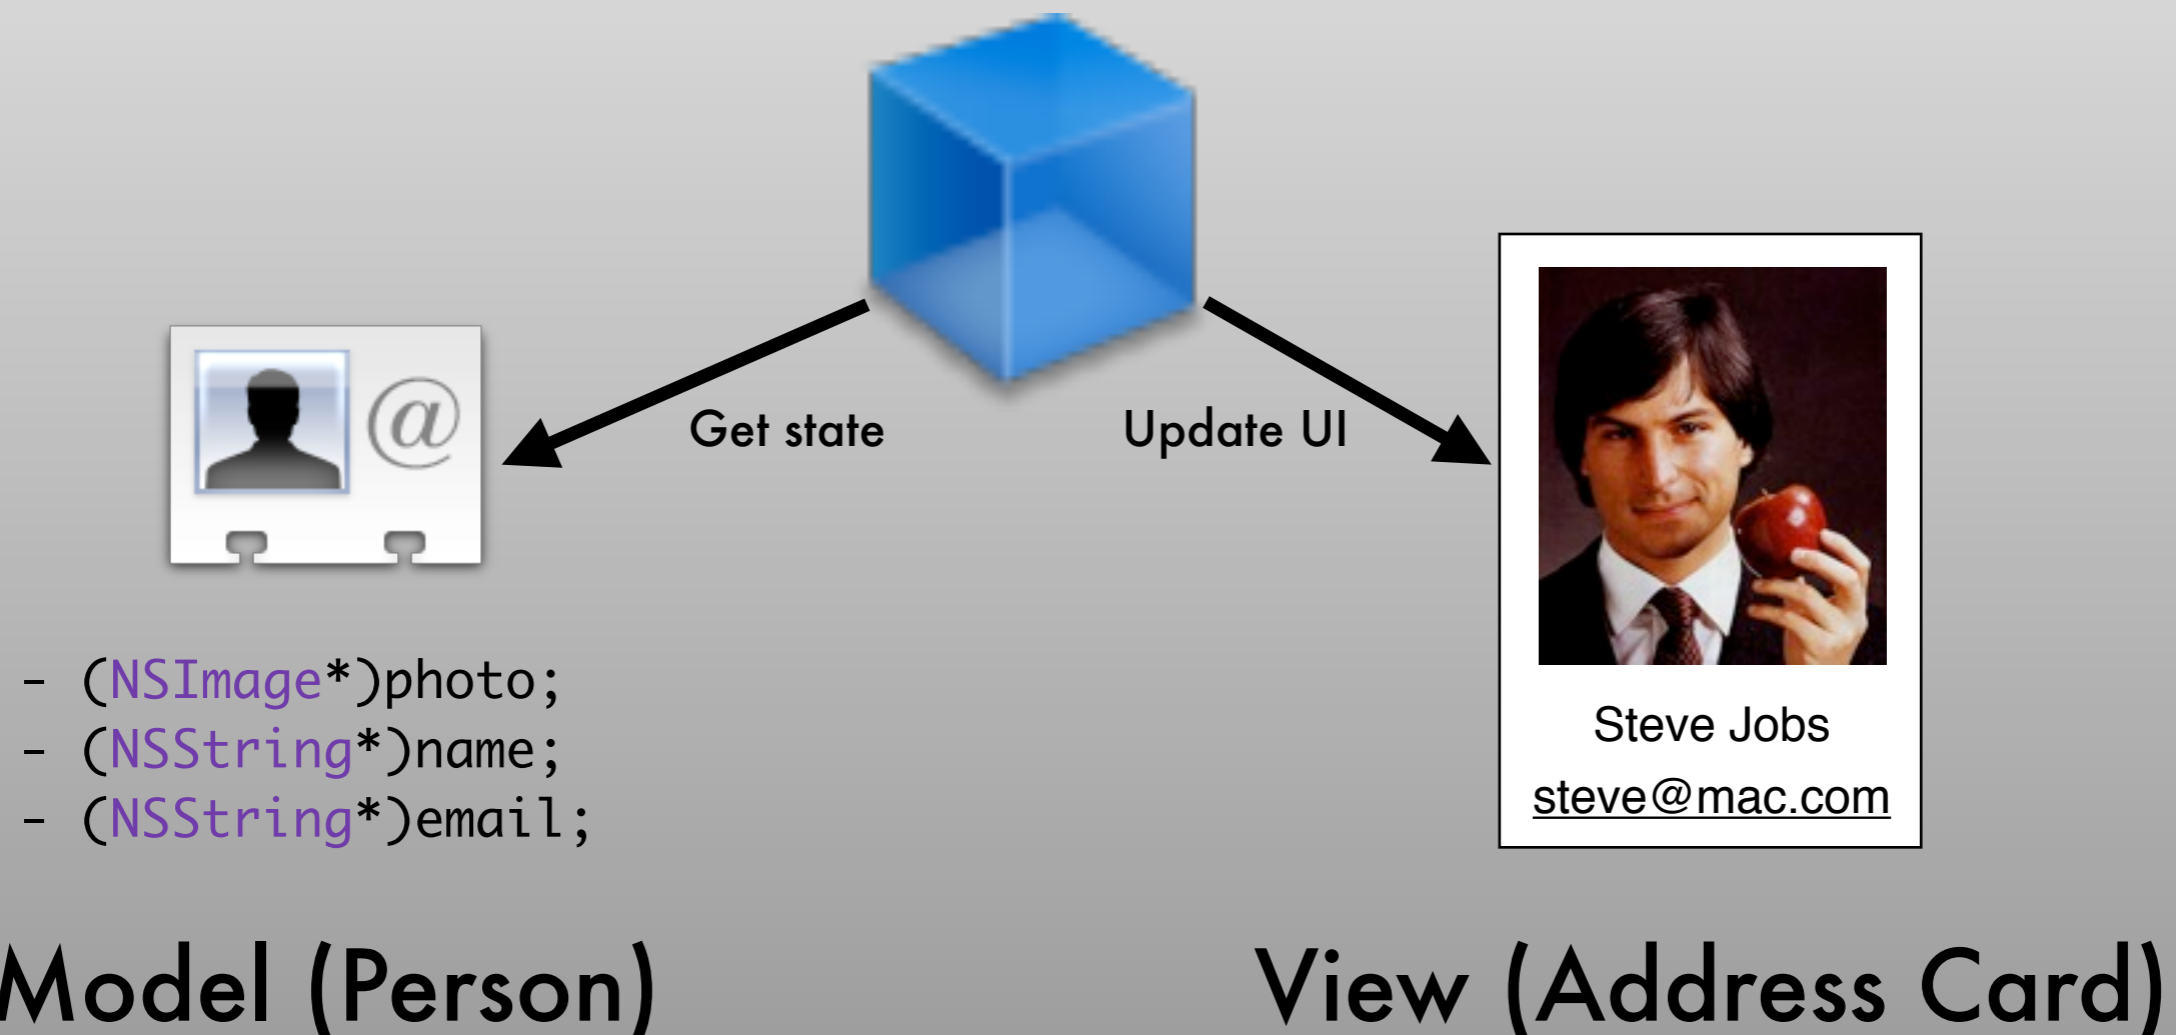 @
Get state
Update UI
- (NSImage*)photo;
- (NSString*)name;
- (NSString*)email;
Steve Jobs
steve@mac.com
Model (Person)
View (Address Card)